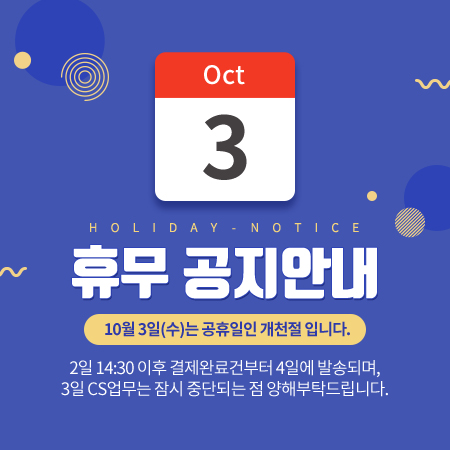 Oct
3
HOLIDAY-NOTICE
휴무 공지안내
10월 3일(수)는 공휴일인 개천절 입니다.
2일 14:30 이후 결제완료건부터 4일에 발송되며,
3일 CS업무는 잠시 중단되는 점 양해부탁드립니다.